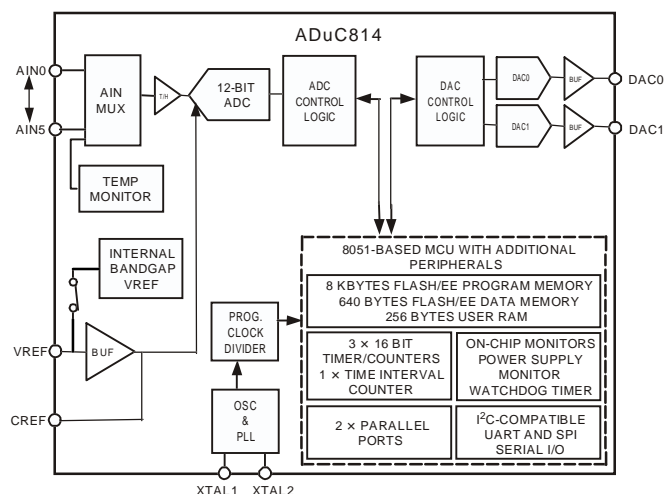 ADuC814
AIN0
AIN5
AIN
MUX
T/H
12-BIT
ADC
ADC
CONTROL
LOGIC
DAC
CONTROL
LOGIC
DAC0
BUF
DAC0
DAC1
BUF
DAC1
TEMP
MONITOR
INTERNAL
BANDGAP
VREF
VREF
BUF
CREF
PROG.
CLOCK
DIVIDER
OSC
&
PLL
XTAL1
XTAL2
8051-BASED MCU WITH ADDITIONAL
PERIPHERALS
8 KBYTES FLASH/EE PROGRAM MEMORY
640 BYTES FLASH/EE DATA MEMORY
256 BYTES USER RAM
3 × 16 BIT
TIMER/COUNTERS
1 × TIME INTERVAL
COUNTER
ON-CHIP MONITORS
POWER SUPPLY
MONITOR
WATCHDOG TIMER
2 × PARALLEL
PORTS
I²C-COMPATIBLE
UART AND SPI
SERIAL I/O